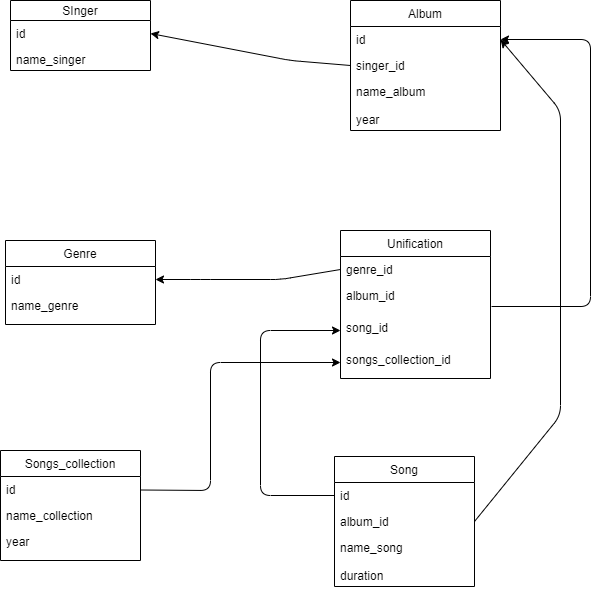 SInger
id
name_singer
Album
id
singer_id
name_album
year
Genre
id
name_genre
Unification
genre_id
album_id
song_id
songs_collection_id
Songs_collection
id
name_collection
year
Song
id
album_id
name_song
duration